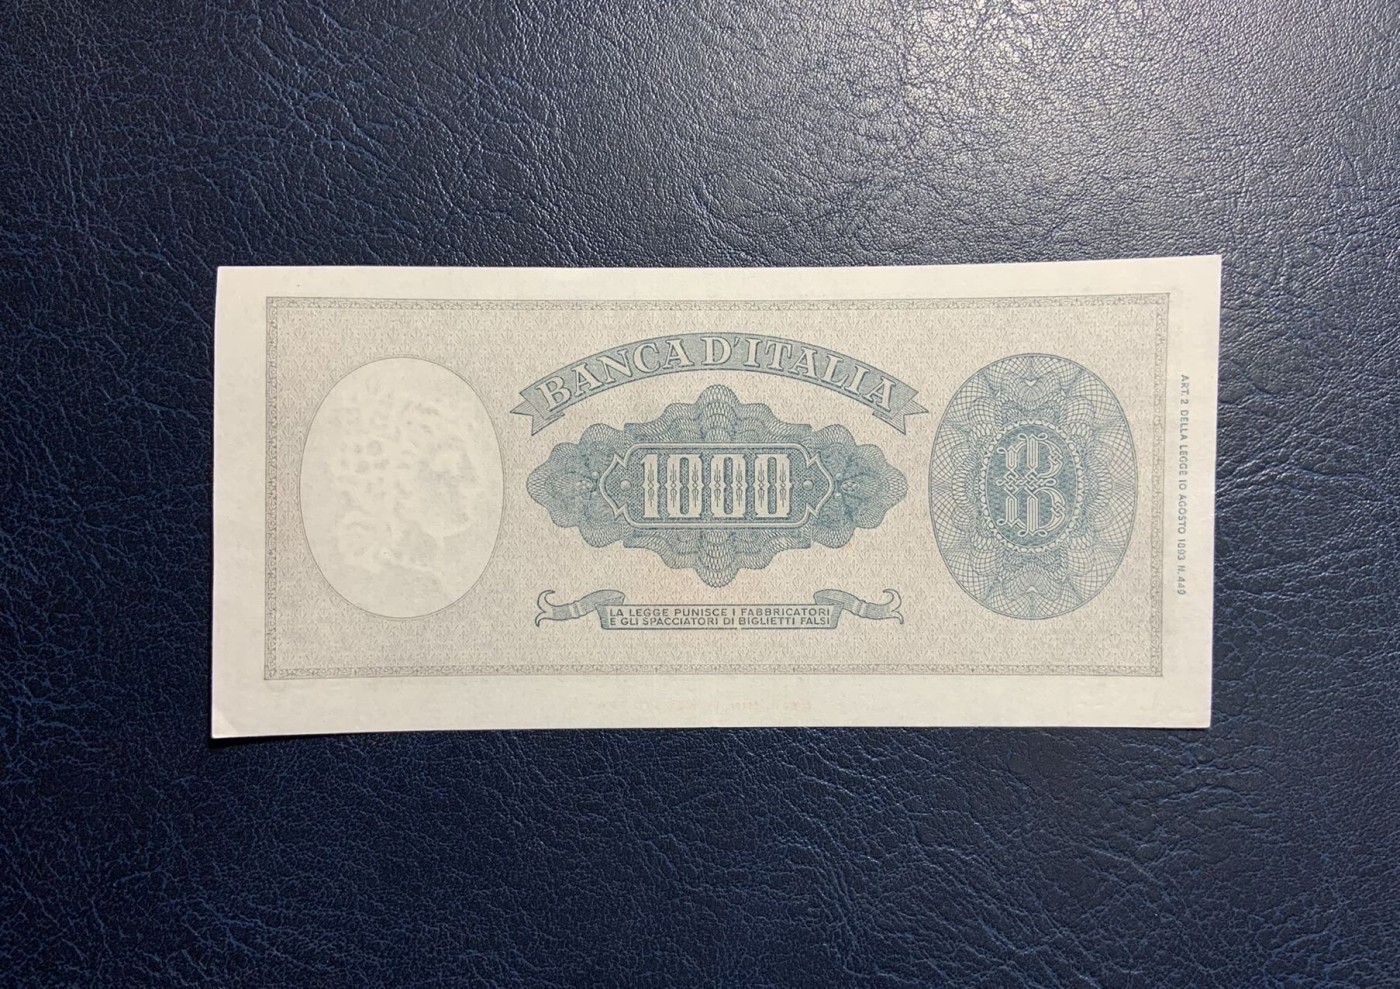 BANCA D'ITALIA
1000
B
LA LEGGE PUNISCE I FABBRICATORI
E GLI SPACCIATORI DI BIGLIETTI FALSI
ART. 2 DELLA LEGGE 10 AGOSTO 1893 N. 449